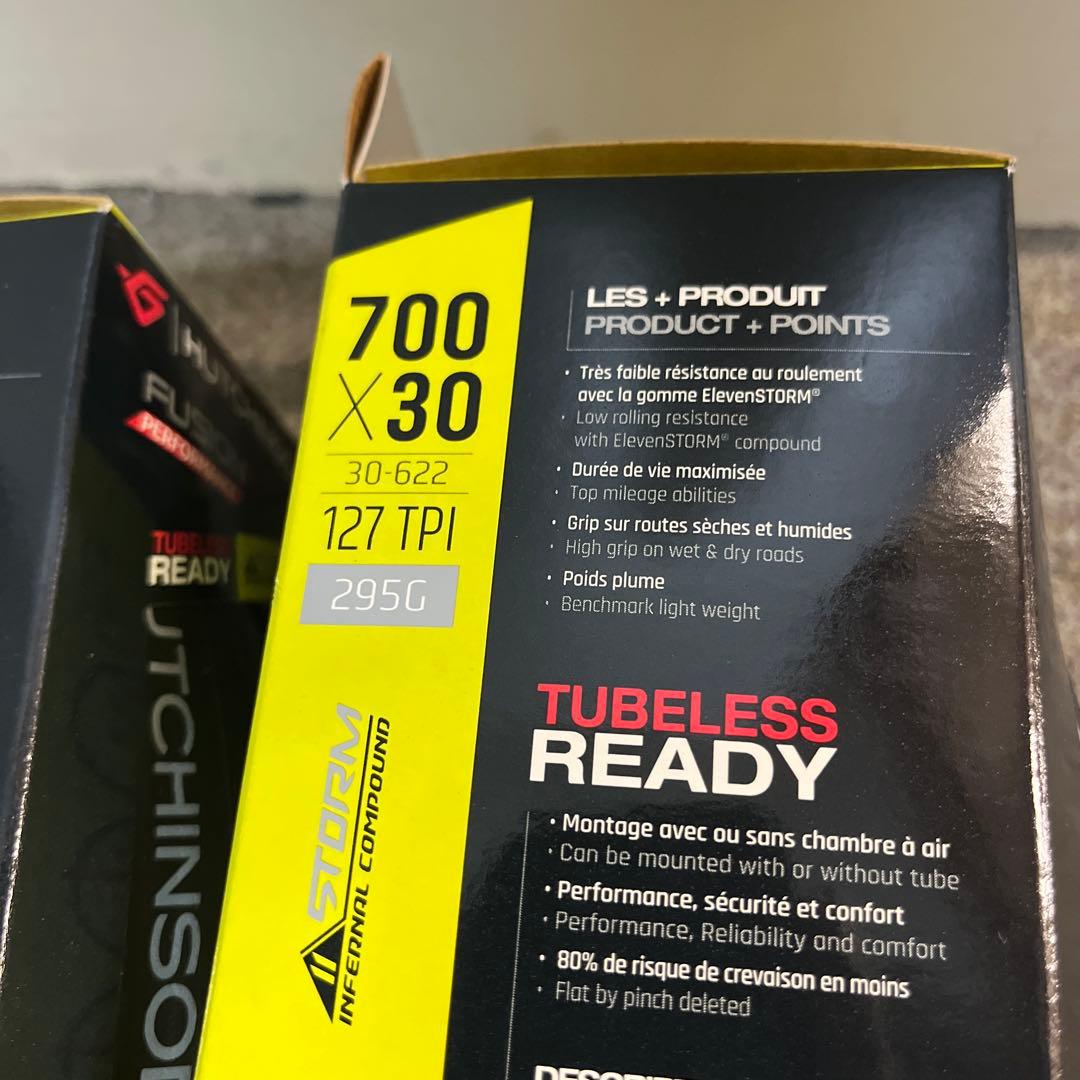 700
X30
30-622
127 TPI
295G
STORM
INFERNAL COMPOUND
LES + PRODUIT
PRODUCT + POINTS
• Très faible résistance au roulement
avec la gomme ElevenSTORM®
• Low rolling resistance
with ElevenSTORM® compound
• Durée de vie maximisée
• Top mileage abilities
• Grip sur routes sèches et humides
• High grip on wet & dry roads
• Poids plume
• Benchmark light weight
TUBELESS
READY
• Montage avec ou sans chambre à air
• Can be mounted with or without tube
• Performance, sécurité et confort
• Performance, Reliability and comfort
• 80% de risque de crevaison en moins
• Flat by pinch deleted
TUBELESS
READY